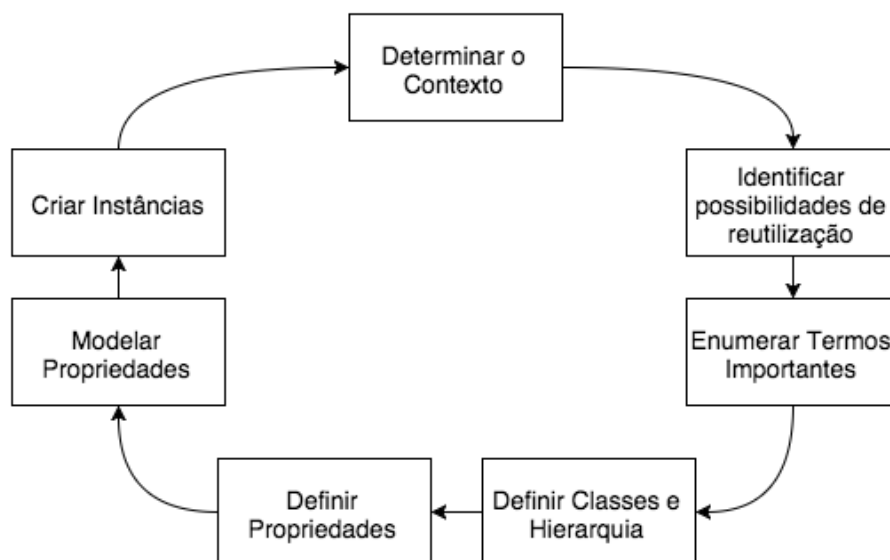 Determinar o
Contexto
Identificar
possibilidades de
reutilização
Enumerar Termos
Importantes
Definir Classes e
Hierarquia
Definir
Propriedades
Modelar
Propriedades
Criar Instâncias